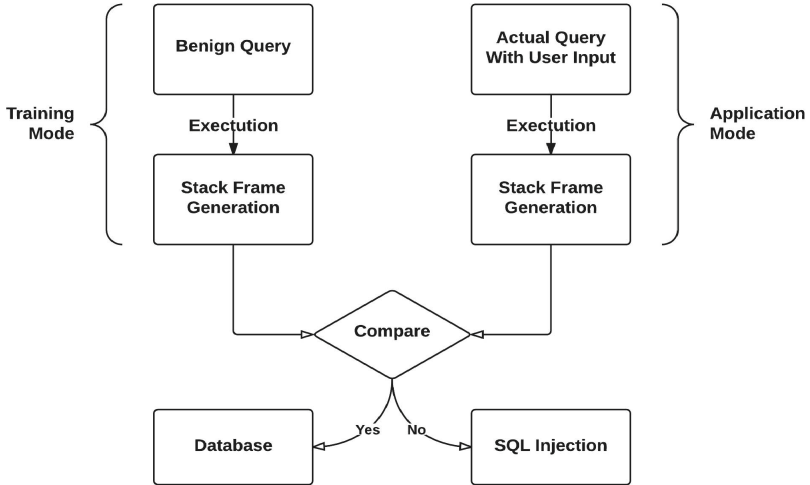 Benign Query
Actual Query
With User Input
Training
Mode
Exectution
Exectution
Application
Mode
Stack Frame
Generation
Stack Frame
Generation
Compare
Yes
No
Database
SQL Injection